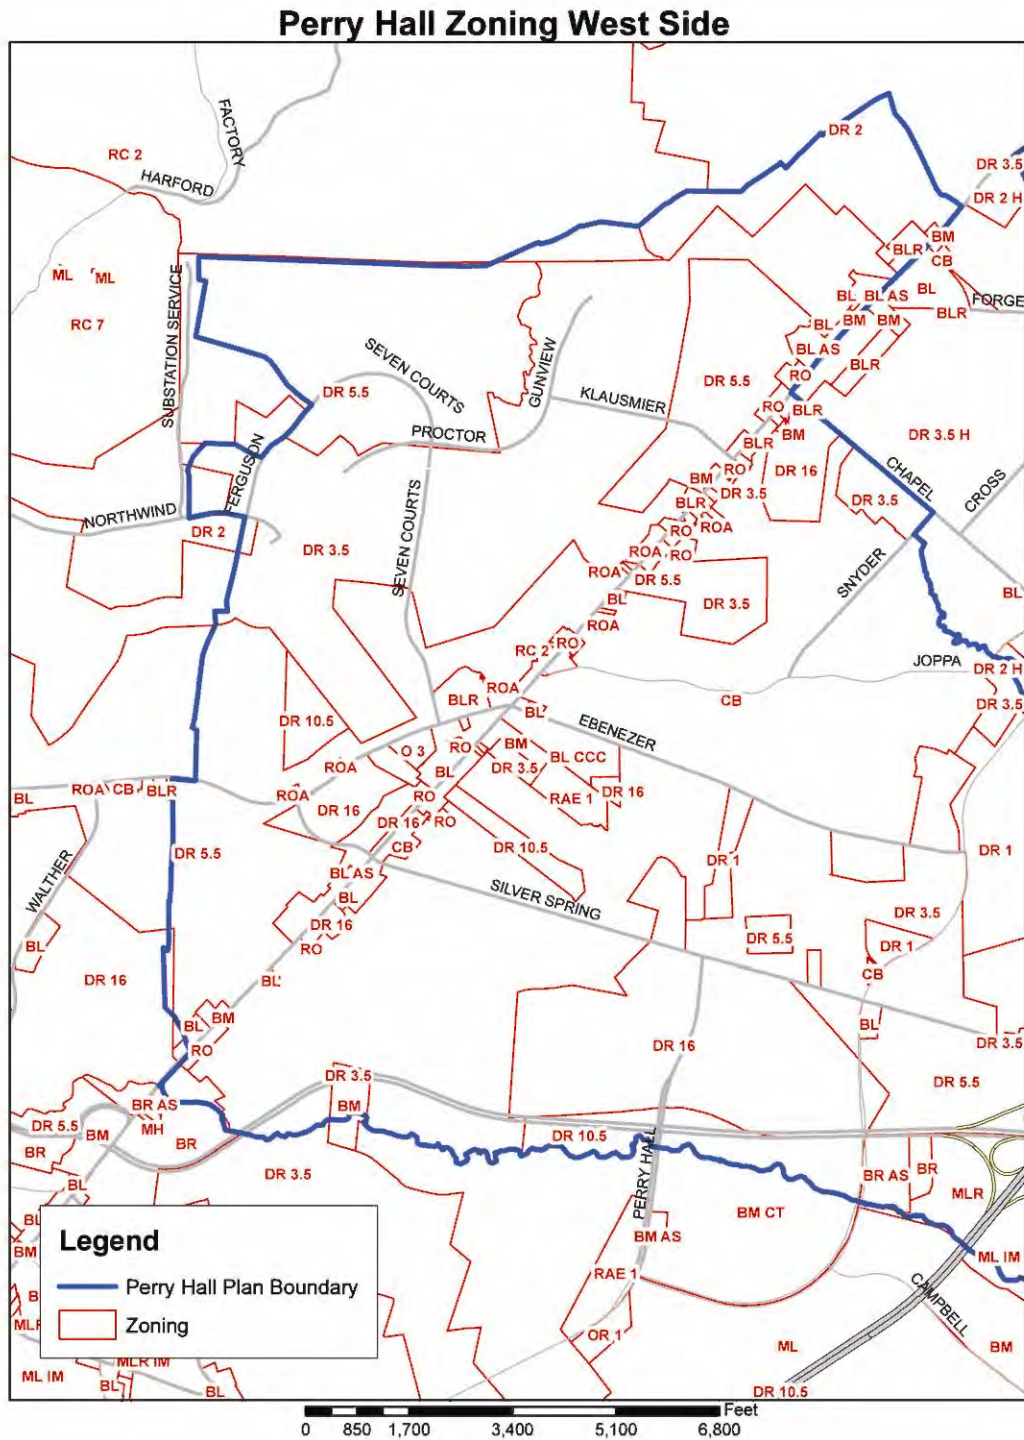 Perry Hall Zoning West Side
DR 2
FACTORY
RC 2
DR 3.5
HARFORD
DR 2 H
BM
BLR
CB
ML
ML
BL
BL
BL AS
FORGE
BLR
RC 7
SUBSTATION SERVICE
BL
BM
BM
BL AS
SEVEN COURTS
GUNVIEW
BLR
RO
DR 5.5
KLAUSMIER
DR 5.5
RO
BLR
PROCTOR
BM
DR 3.5 H
BLR
FERGUSON
RO
DR 16
CHAPEL
BM
CROSS
DR 3.5
DR 3.5
BLR
NORTHWIND
SEVEN COURTS
ROA
DR 2
RO
DR 3.5
ROA
RO
ROA
DR 5.5
SNYDER
BL
DR 3.5
BL
ROA
RC 2
RO
JOPPA
DR 2 H
ROA
BLR
CB
DR 3.5
DR 10.5
BL
EBENEZER
O 3
RO
BM
BL CCC
ROA
DR 3.5
BL
ROA
CB
BLR
BL
ROA
RO
RAE 1
DR 16
DR 16
DR 16
RO
CB
DR 10.5
DR 1
DR 5.5
DR 1
WALTHER
BL AS
SILVER SPRING
BL
DR 3.5
DR 16
DR 5.5
BL
RO
DR 1
DR 16
BL
CB
BM
BL
BL
RO
DR 16
DR 3.5
DR 3.5
DR 5.5
BR AS
BM
DR 5.5
MH
BM
BR
DR 10.5
BR
DR 3.5
PERRY HALL
BR AS
BR
BL
MLR
BM CT
BL
BM AS
BM
ML IM
RAE 1
CAMPBELL
OR 1
ML
BM
MLR IM
ML IM
BL
BL
DR 10.5
Legend
Perry Hall Plan Boundary
Zoning
Feet
0 850 1,700 3,400 5,100 6,800